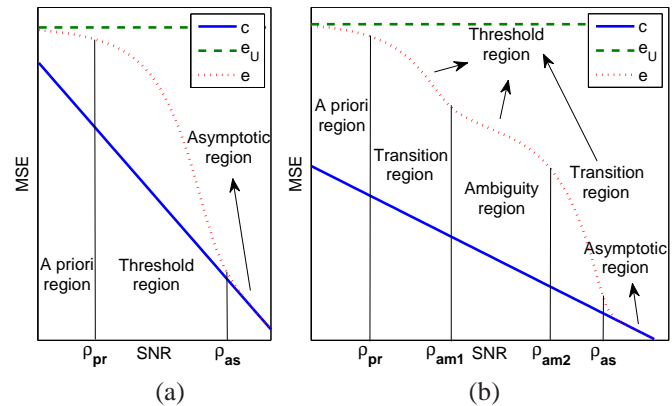 c
e_U
e
MSE
Asymptotic
region
A priori
region
Threshold
region
ρ_pr
SNR
ρ_as
(a)
c
e_U
e
MSE
Threshold
region
A priori
region
Transition
region
Ambiguity
region
Transition
region
Asymptotic
region
ρ_pr
ρ_am1
SNR
ρ_am2
ρ_as
(b)